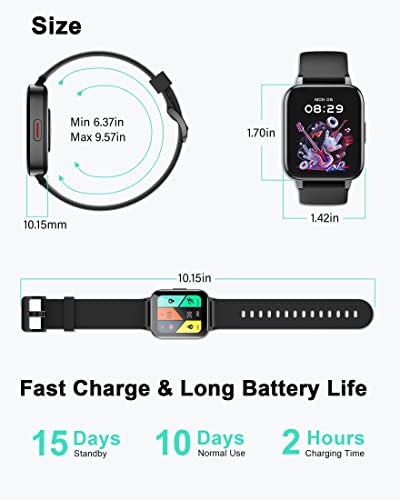 Size
Min 6.37in
Max 9.57in
10.15mm
MON 06
08:29
1.70in
1.42in
10.15in
Fast Charge & Long Battery Life
15 Days
Standby
10 Days
Normal Use
2 Hours
Charging Time